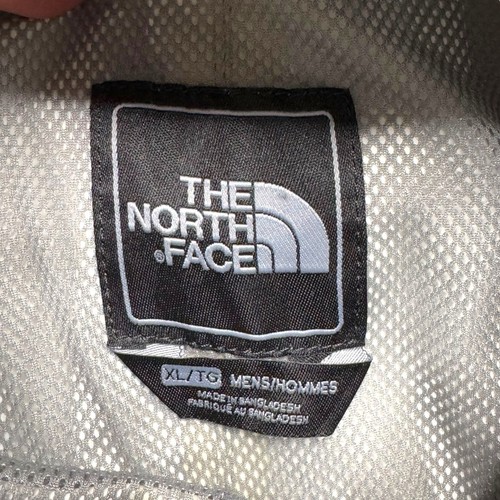 THE
NORTH
®FACE
XL/TG MENS/HOMMES
MADE IN BANGLADESH
FABRIQUÉ AU BANGLADESH